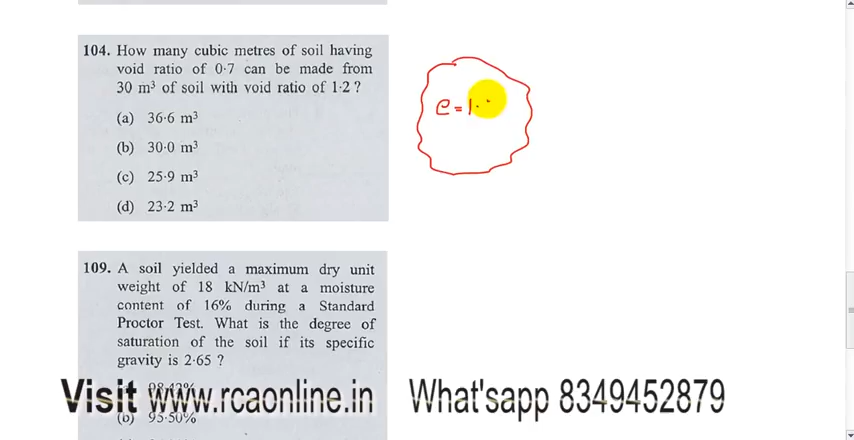 104. How many cubic metres of soil having
void ratio of 0·7 can be made from
30 m³ of soil with void ratio of 1·2 ?
(a) 36·6 m³
(b) 30·0 m³
(c) 25·9 m³
(d) 23·2 m³
e = 1·
109. A soil yielded a maximum dry unit
weight of 18 kN/m³ at a moisture
content of 16% during a Standard
Proctor Test. What is the degree of
saturation of the soil if its specific
gravity is 2·65 ?
Visit www.rcaonline.in What'sapp 8349452879
(b) 95·50%